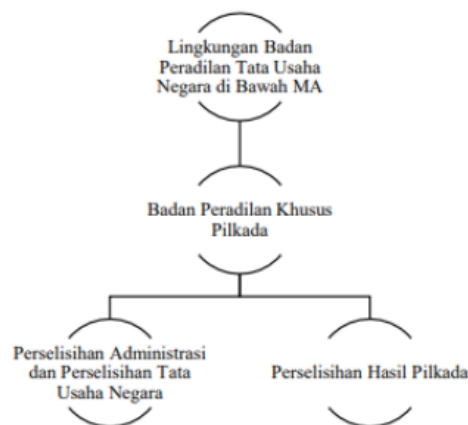 Lingkungan Badan
Peradilan Tata Usaha
Negara di Bawah MA
Badan Peradilan Khusus
Pilkada
Perselisihan Administrasi
dan Perselisihan Tata
Usaha Negara
Perselisihan Hasil Pilkada